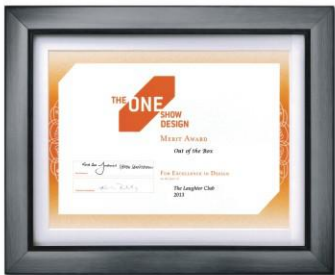 THE ONE
SHOW
DESIGN
MERIT AWARD
Out of the Box
FOR EXCELLENCE IN DESIGN
The Laughter Club
2013